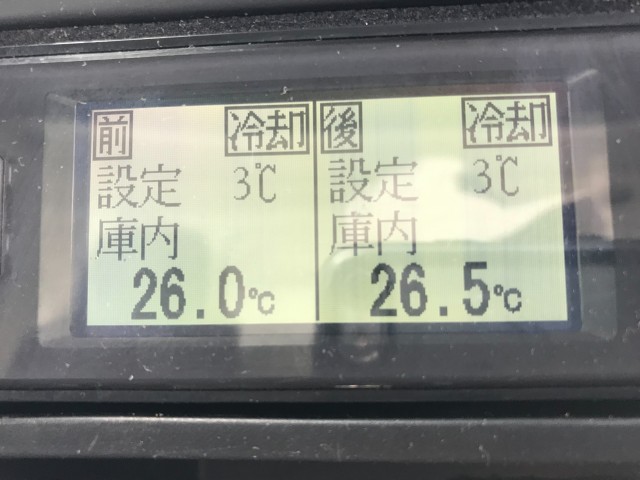 前 冷却
設定 3℃
庫内
26.0℃
後 冷却
設定 3℃
庫内
26.5℃